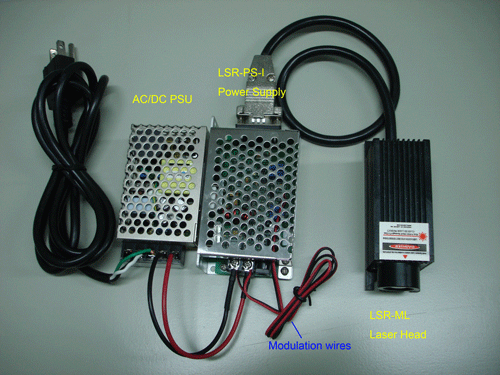 LSR-PS-I
Power Supply
AC/DC PSU
LSR-ML
Laser Head
Modulation wires